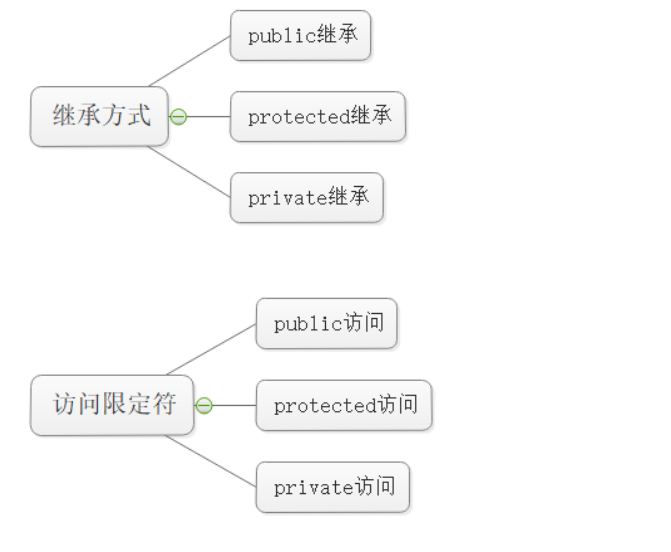 public继承
继承方式
protected继承
private继承
public访问
访问限定符
protected访问
private访问